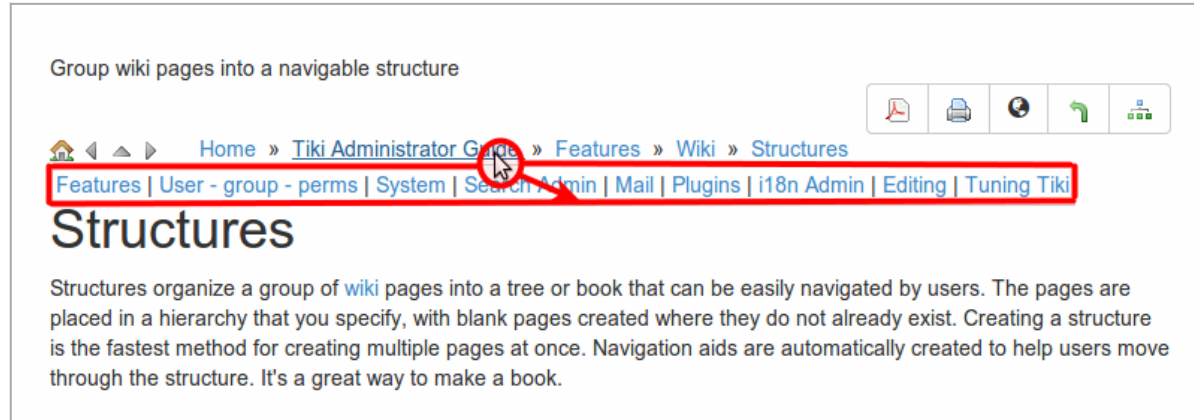 Group wiki pages into a navigable structure
Home » Tiki Administrator Guide » Features » Wiki » Structures
Features | User - group - perms | System | Search Admin | Mail | Plugins | i18n Admin | Editing | Tuning Tiki
Structures
Structures organize a group of wiki pages into a tree or book that can be easily navigated by users. The pages are
placed in a hierarchy that you specify, with blank pages created where they do not already exist. Creating a structure
is the fastest method for creating multiple pages at once. Navigation aids are automatically created to help users move
through the structure. It's a great way to make a book.